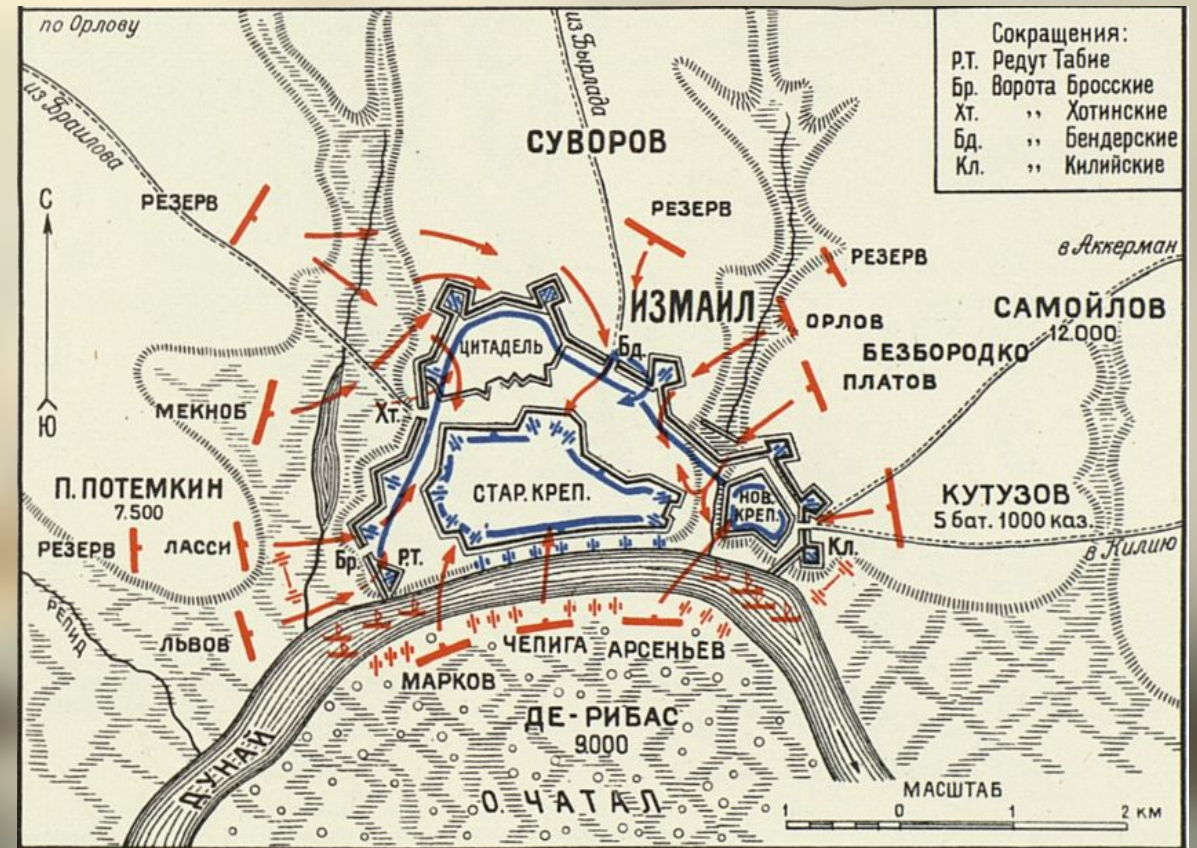 по Орлову
из Браилова
из Бырлада
Сокращения:
Р.Т. Редут Табие
Бр. Ворота Бросские
Хт. ,, Хотинские
Бд. ,, Бендерские
Кл. ,, Килийские
СУВОРОВ
С
Ю
РЕЗЕРВ
РЕЗЕРВ
РЕЗЕРВ
в Аккерман
ИЗМАИЛ
ОРЛОВ
САМОЙЛОВ
12.000
БЕЗБОРОДКО
ПЛАТОВ
ЦИТАДЕЛЬ
Бд.
МЕКНОБ
Хт.
П. ПОТЕМКИН
7.500
СТАР. КРЕП.
НОВ.
КРЕП.
КУТУЗОВ
5 бат. 1000 каз.
РЕЗЕРВ
ЛАССИ
Бр.
Р.Т.
Кл.
в Килию
РЕПИД
ЛЬВОВ
ЧЕПИГА
АРСЕНЬЕВ
МАРКОВ
ДЕ-РИБАС
9.000
ДУНАЙ
О. ЧАТАЛ
МАСШТАБ
1 0 1 2 км